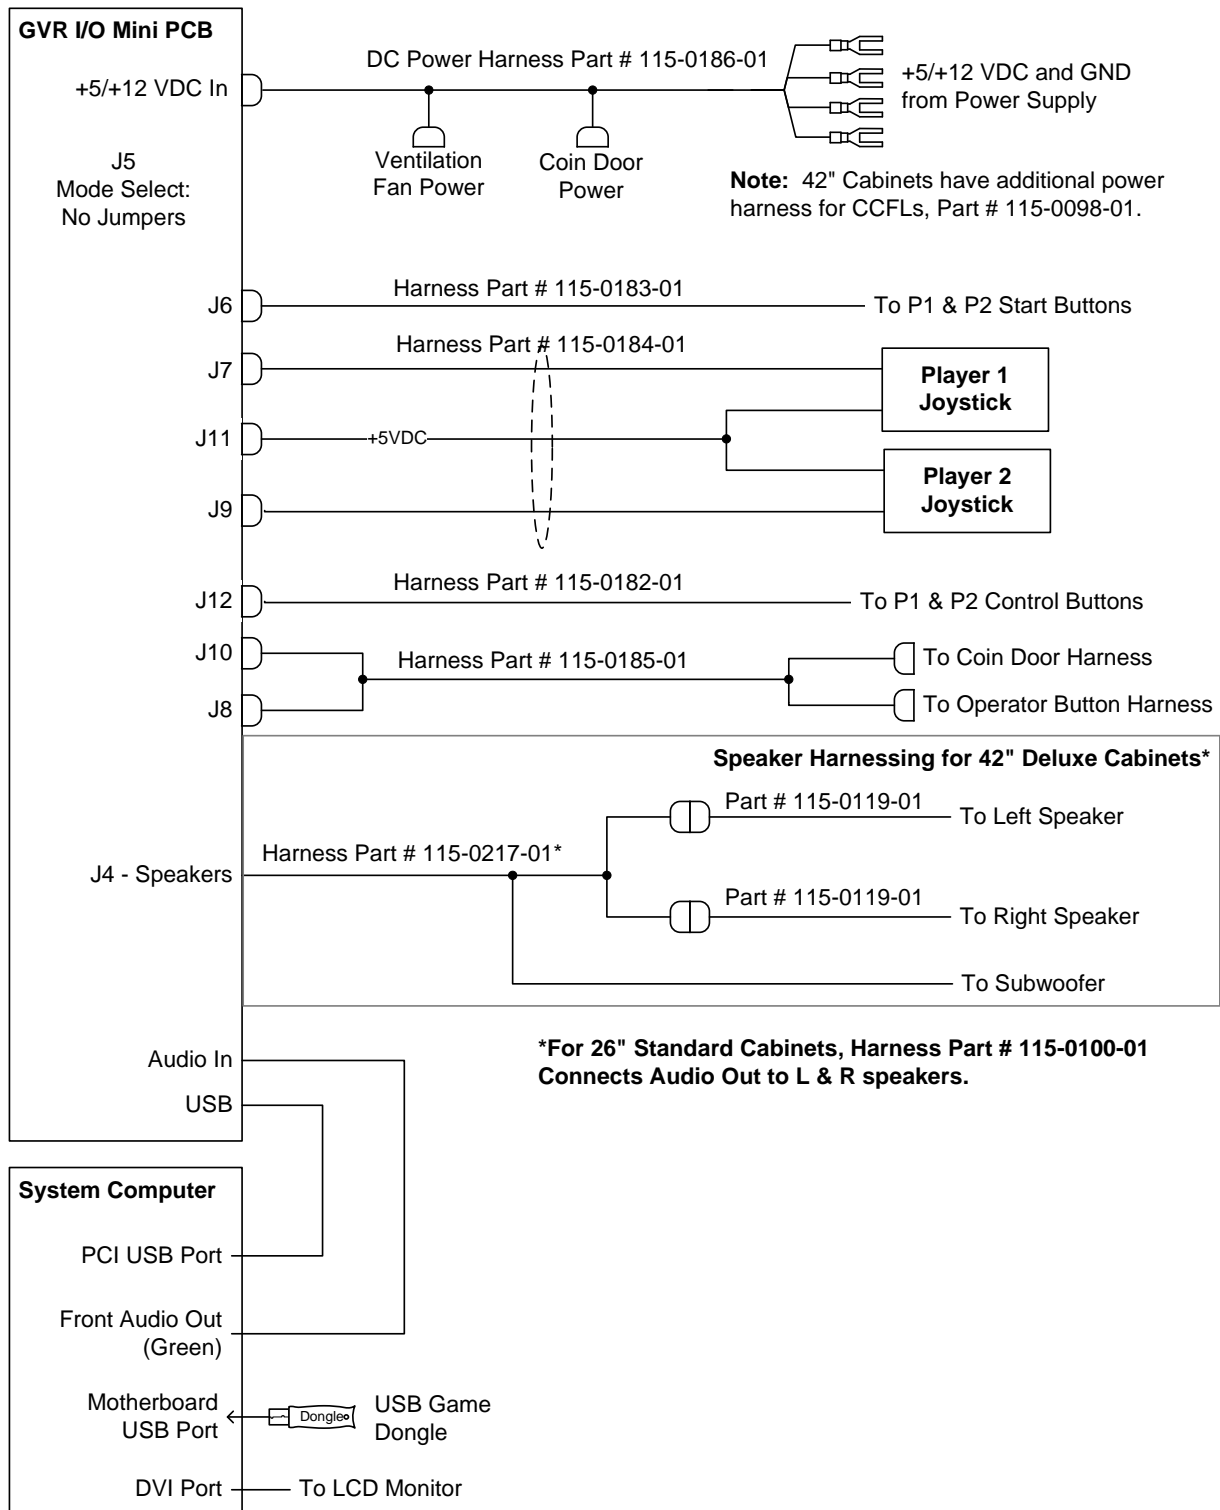 GVR I/O Mini PCB
DC Power Harness Part # 115-0186-01
+5/+12 VDC In
+5/+12 VDC and GND
from Power Supply
Ventilation
Fan Power
Coin Door
Power
J5
Mode Select:
No Jumpers
Note: 42" Cabinets have additional power
harness for CCFLs, Part # 115-0098-01.
J6
Harness Part # 115-0183-01
To P1 & P2 Start Buttons
Harness Part # 115-0184-01
J7
Player 1
Joystick
J11
+5VDC
Player 2
Joystick
J9
Harness Part # 115-0182-01
J12
To P1 & P2 Control Buttons
J10
Harness Part # 115-0185-01
To Coin Door Harness
J8
To Operator Button Harness
Speaker Harnessing for 42" Deluxe Cabinets*
Part # 115-0119-01
To Left Speaker
Harness Part # 115-0217-01*
J4 - Speakers
Part # 115-0119-01
To Right Speaker
To Subwoofer
*For 26" Standard Cabinets, Harness Part # 115-0100-01
Connects Audio Out to L & R speakers.
Audio In
USB
System Computer
PCI USB Port
Front Audio Out
(Green)
Motherboard
USB Port
Dongle
USB Game
Dongle
DVI Port
To LCD Monitor